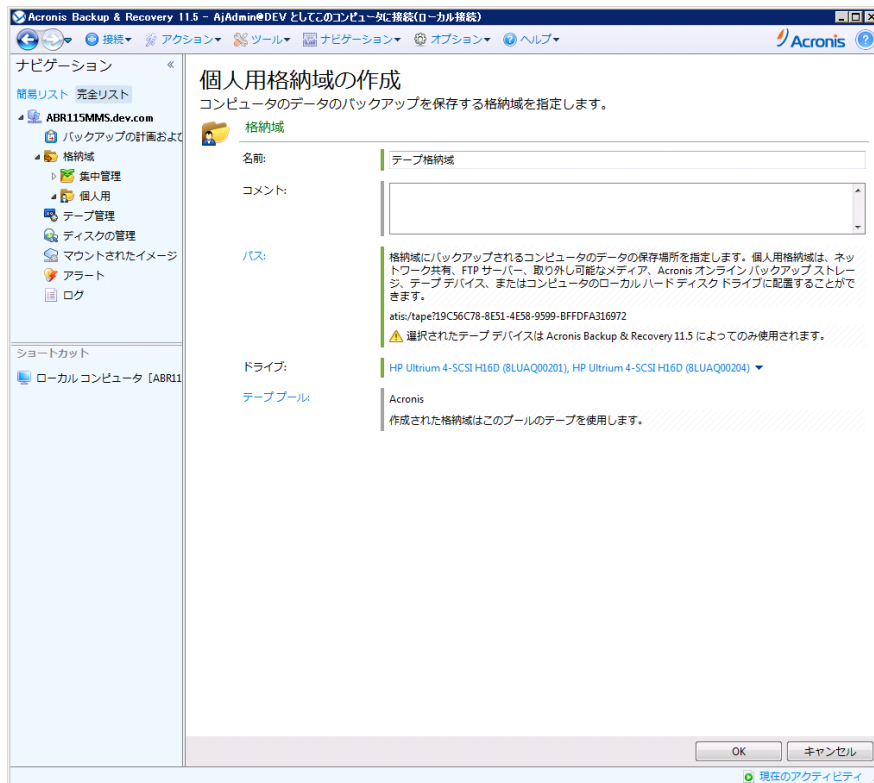 Acronis Backup & Recovery 11.5 - AjAdmin@DEV としてこのコンピュータに接続(ローカル接続)
接続 アクション ツール ナビゲーション オプション ヘルプ
Acronis
ナビゲーション
簡易リスト 完全リスト
ABR115MMS.dev.com
バックアップの計画およ
格納域
集中管理
個人用
テープ管理
ディスクの管理
マウントされたイメージ
アラート
ログ
ショートカット
ローカル コンピュータ [ABR11
個人用格納域の作成
コンピュータのデータのバックアップを保存する格納域を指定します。
格納域
名前:
テープ格納域
コメント:
パス:
格納域にバックアップされるコンピュータのデータの保存場所を指定します。個人用格納域は、ネッ
トワーク共有、FTP サーバー、取り外し可能なメディア、Acronis オンライン バックアップ ストレー
ジ、テープ デバイス、またはコンピュータのローカル ハード ディスク ドライブに配置することがで
きます。
atis:/tape?19C56C78-8E51-4E58-9599-BFFDFA316972
選択されたテープ デバイスは Acronis Backup & Recovery 11.5 によってのみ使用されます。
ドライブ:
HP Ultrium 4-SCSI H16D (8LUAQ00201), HP Ultrium 4-SCSI H16D (8LUAQ00204)
テープ プール:
Acronis
作成された格納域はこのプールのテープを使用します。
OK キャンセル
現在のアクティビティ